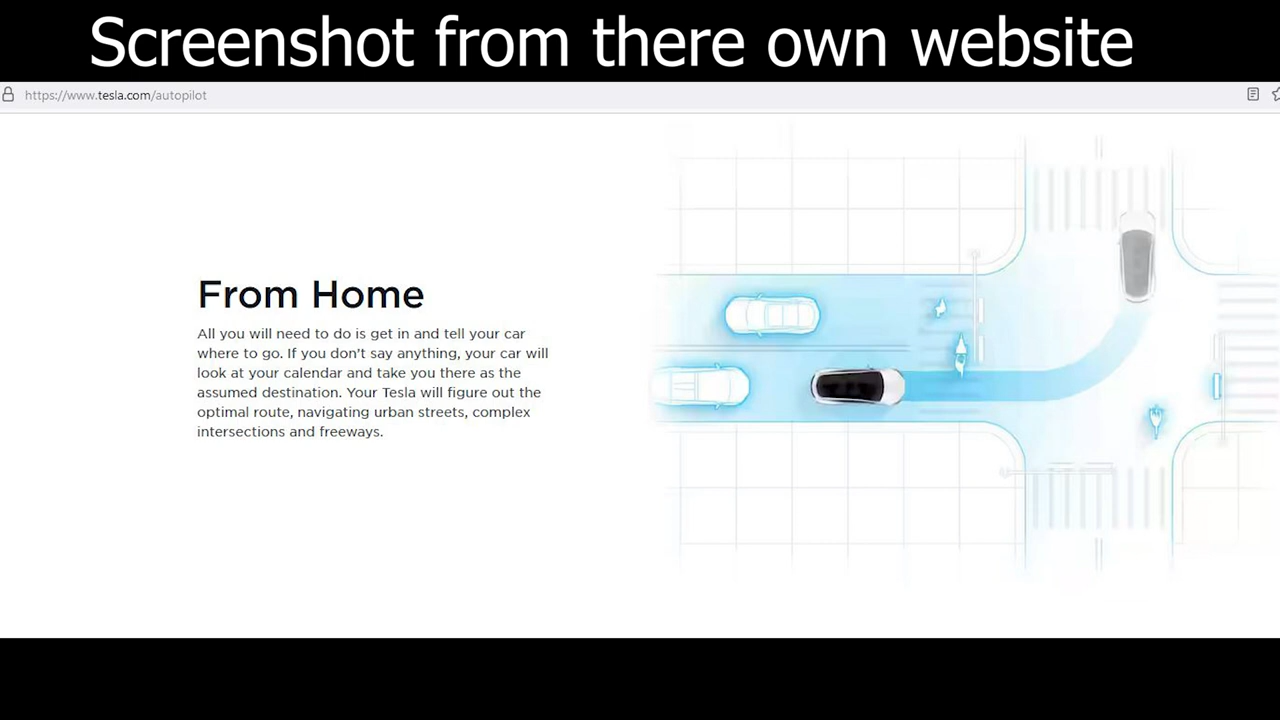 Screenshot from there own website
https://www.tesla.com/autopilot
From Home
All you will need to do is get in and tell your car
where to go. If you don't say anything, your car will
look at your calendar and take you there as the
assumed destination. Your Tesla will figure out the
optimal route, navigating urban streets, complex
intersections and freeways.